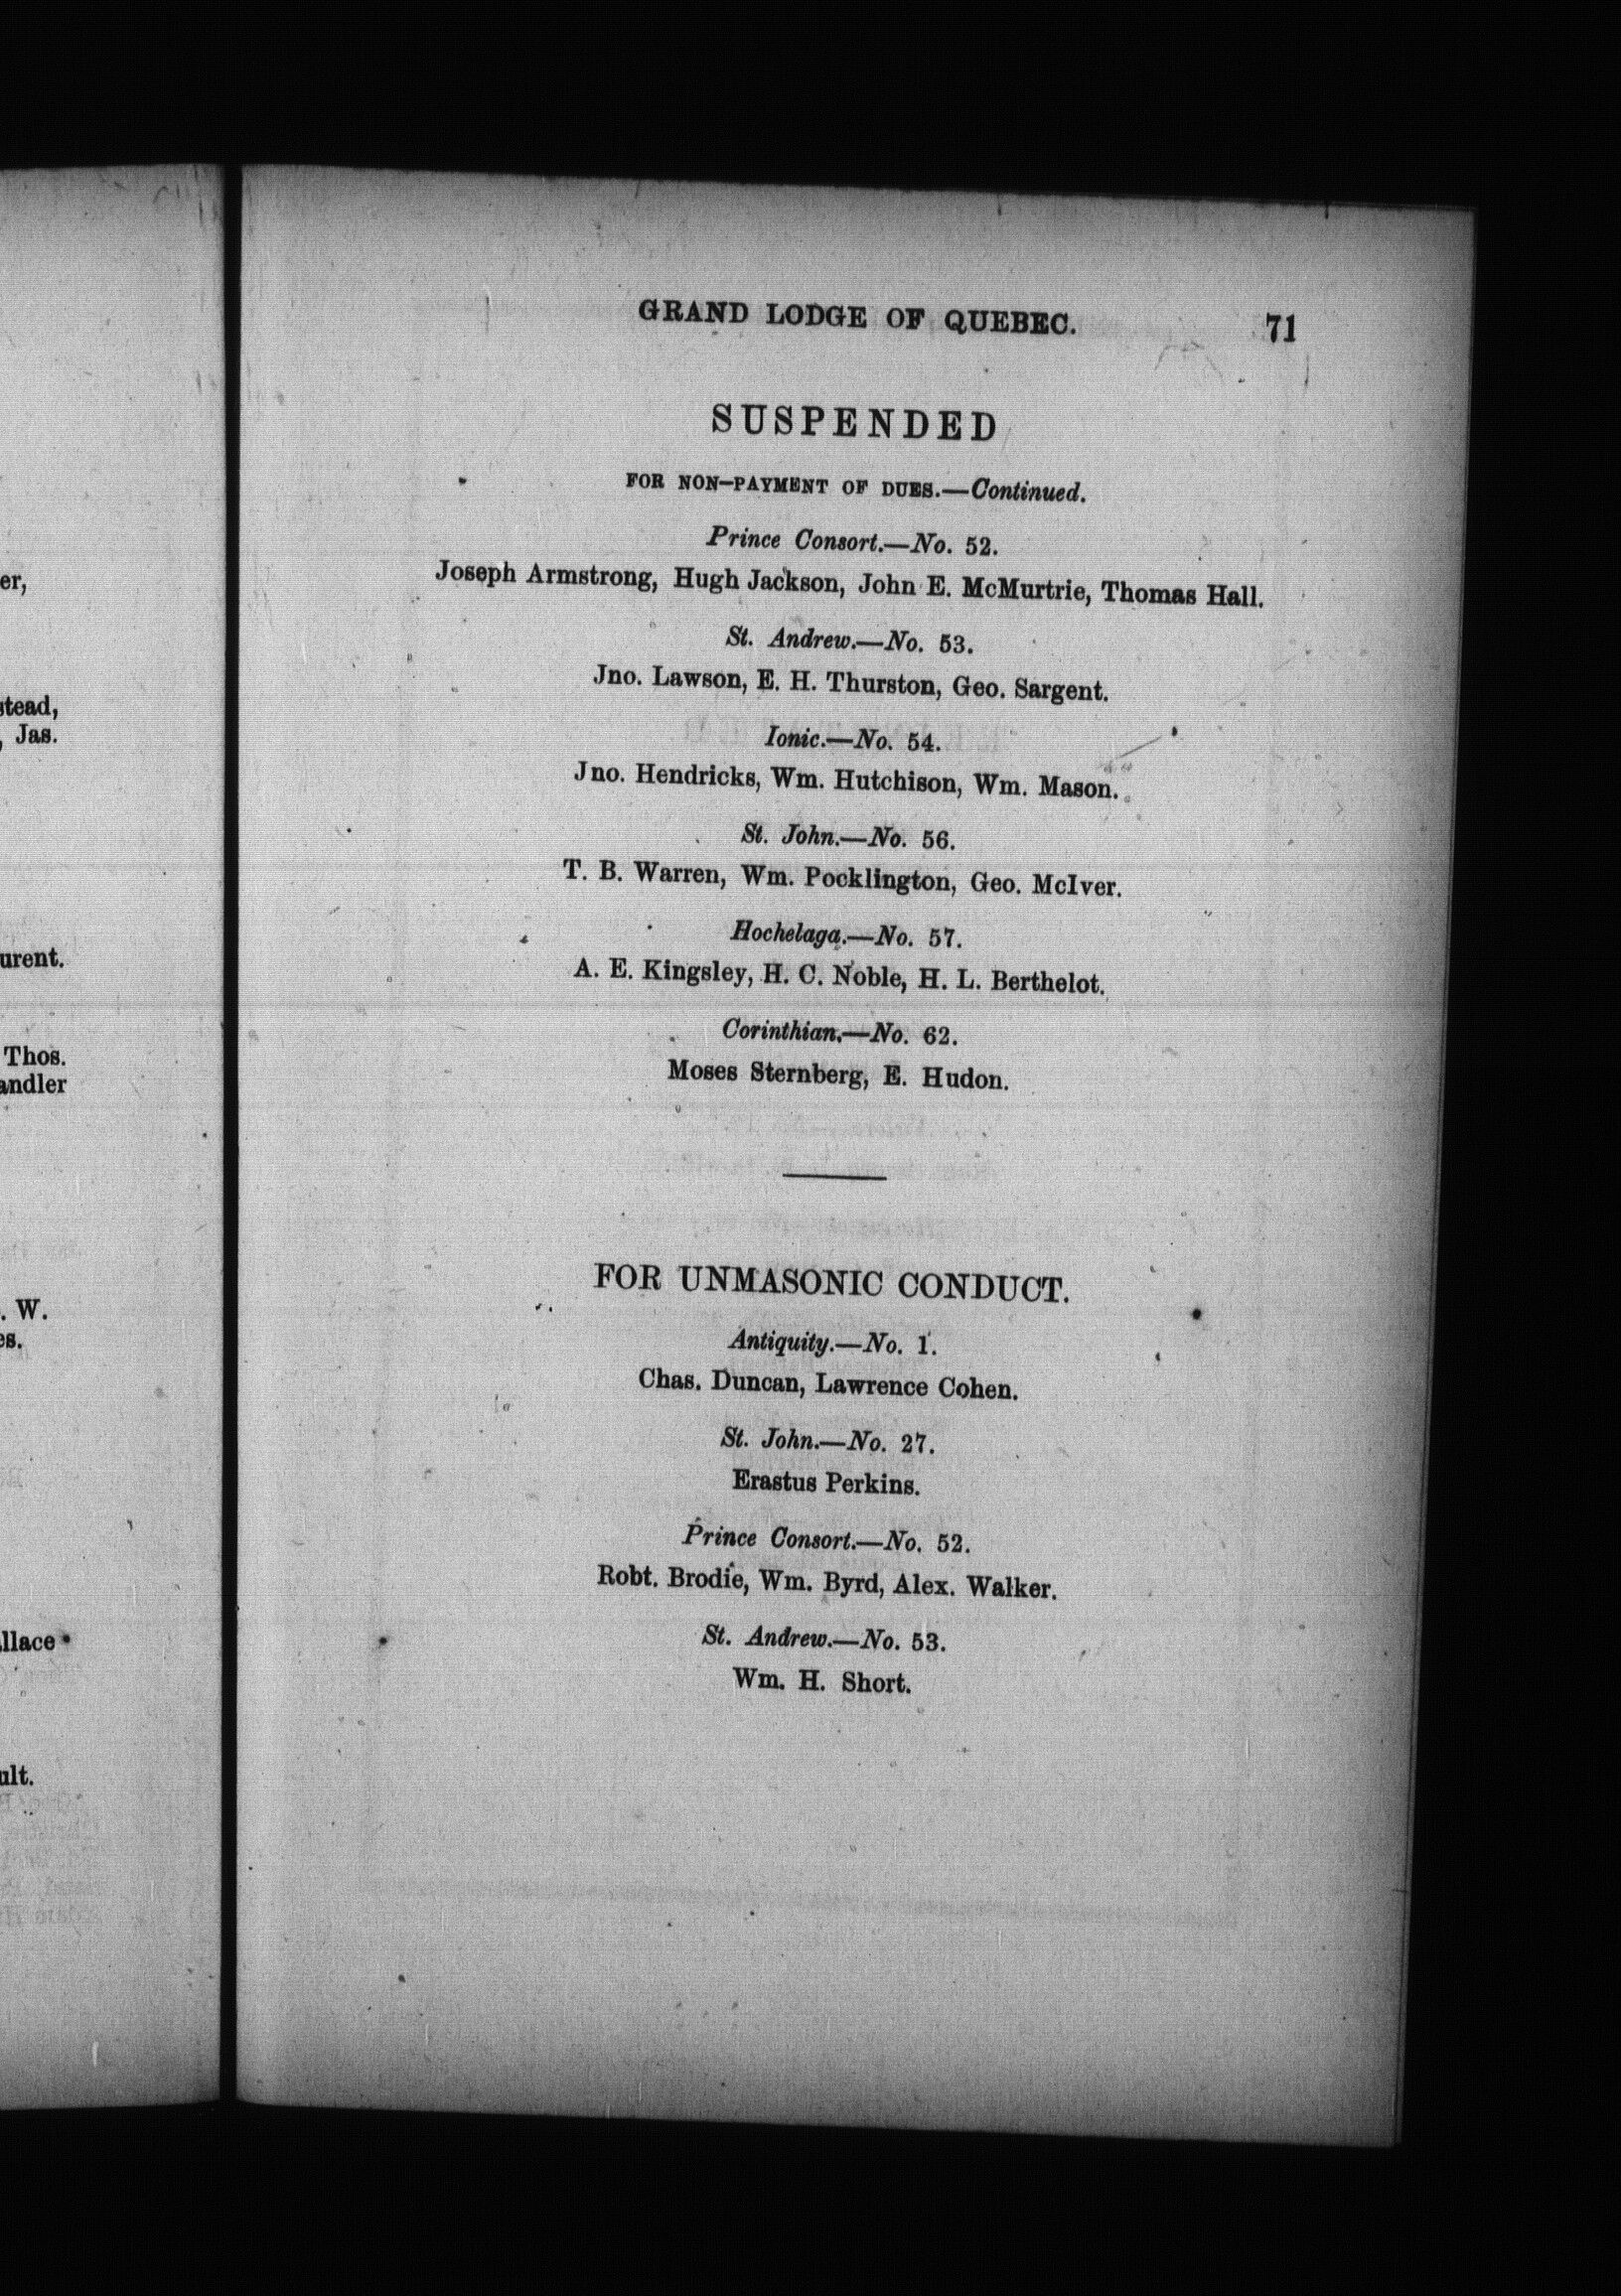 GRAND LODGE OF QUEBEC. 71
SUSPENDED
FOR NON-PAYMENT OF DUES.—Continued.
Prince Consort.—No. 52.
Joseph Armstrong, Hugh Jackson, John E. McMurtrie, Thomas Hall.
St. Andrew.—No. 53.
Jno. Lawson, E. H. Thurston, Geo. Sargent.
Ionic.—No. 54.
Jno. Hendricks, Wm. Hutchison, Wm. Mason.
St. John.—No. 56.
T. B. Warren, Wm. Pocklington, Geo. McIver.
Hochelaga.—No. 57.
A. E. Kingsley, H. C. Noble, H. L. Berthelot.
Corinthian.—No. 62.
Moses Sternberg, E. Hudon.
FOR UNMASONIC CONDUCT.
Antiquity.—No. 1.
Chas. Duncan, Lawrence Cohen.
St. John.—No. 27.
Erastus Perkins.
Prince Consort.—No. 52.
Robt. Brodie, Wm. Byrd, Alex. Walker.
St. Andrew.—No. 53.
Wm. H. Short.